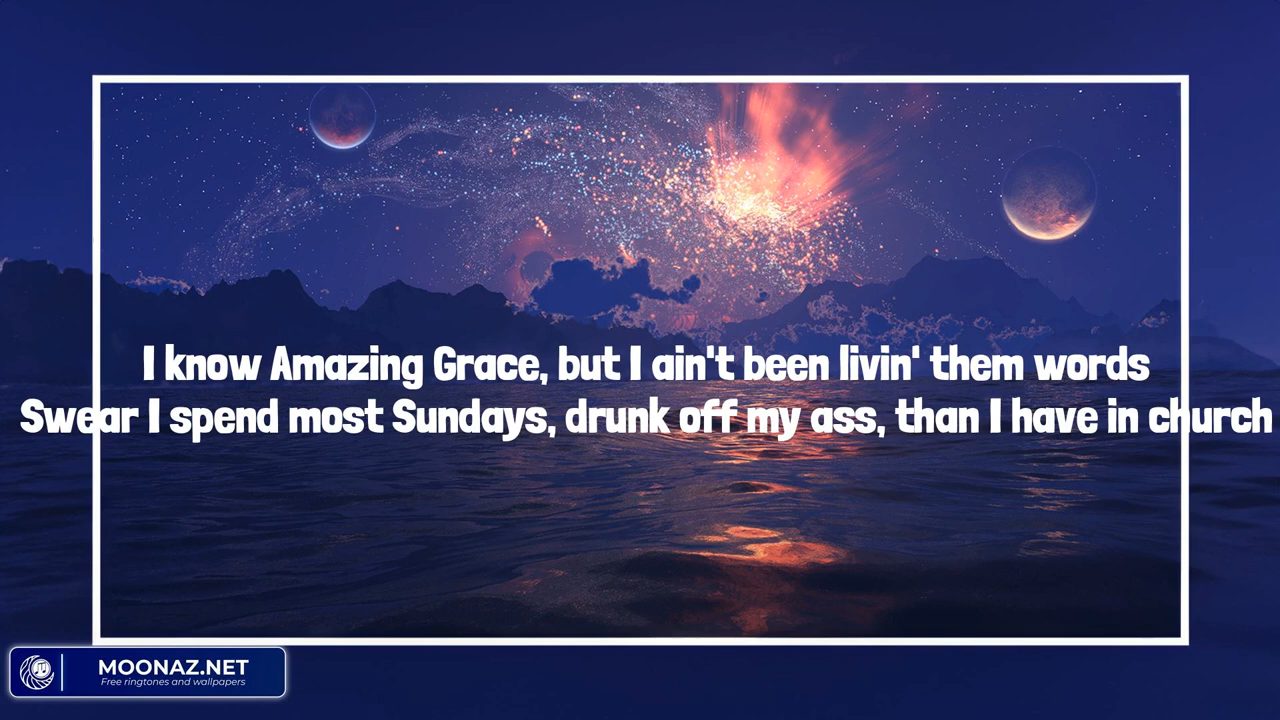 I know Amazing Grace, but I ain't been livin' them words
Swear I spend most Sundays, drunk off my ass, than I have in church
MOONAZ.NET
Free ringtones and wallpapers